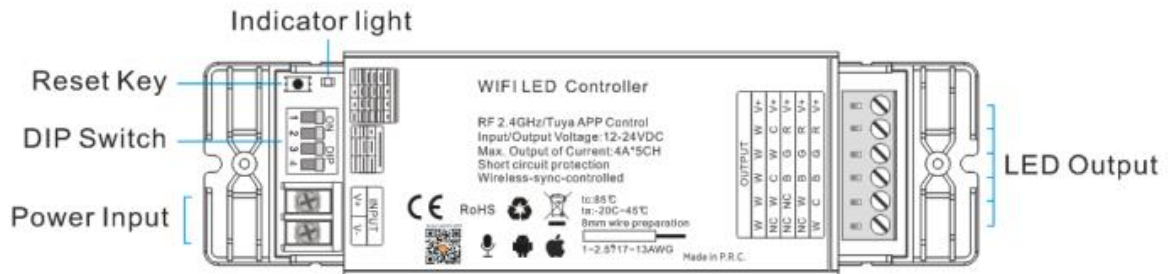 Indicator light
Reset Key
DIP Switch
Power Input
1 2 3 4
ON DIP
INPUT
V+ V-
WIFI LED Controller
RF 2.4GHz/Tuya APP Control
Input/Output Voltage:12-24VDC
Max. Output of Current:4A*5CH
Short circuit protection
Wireless-sync-controlled
CE RoHS
tc:85℃
ta:-20C~45℃
8mm wire preparation
Made in P.R.C.
OUTPUT
W W W W W V+
NC W C W C V+
NC NC B G R V+
LED Output